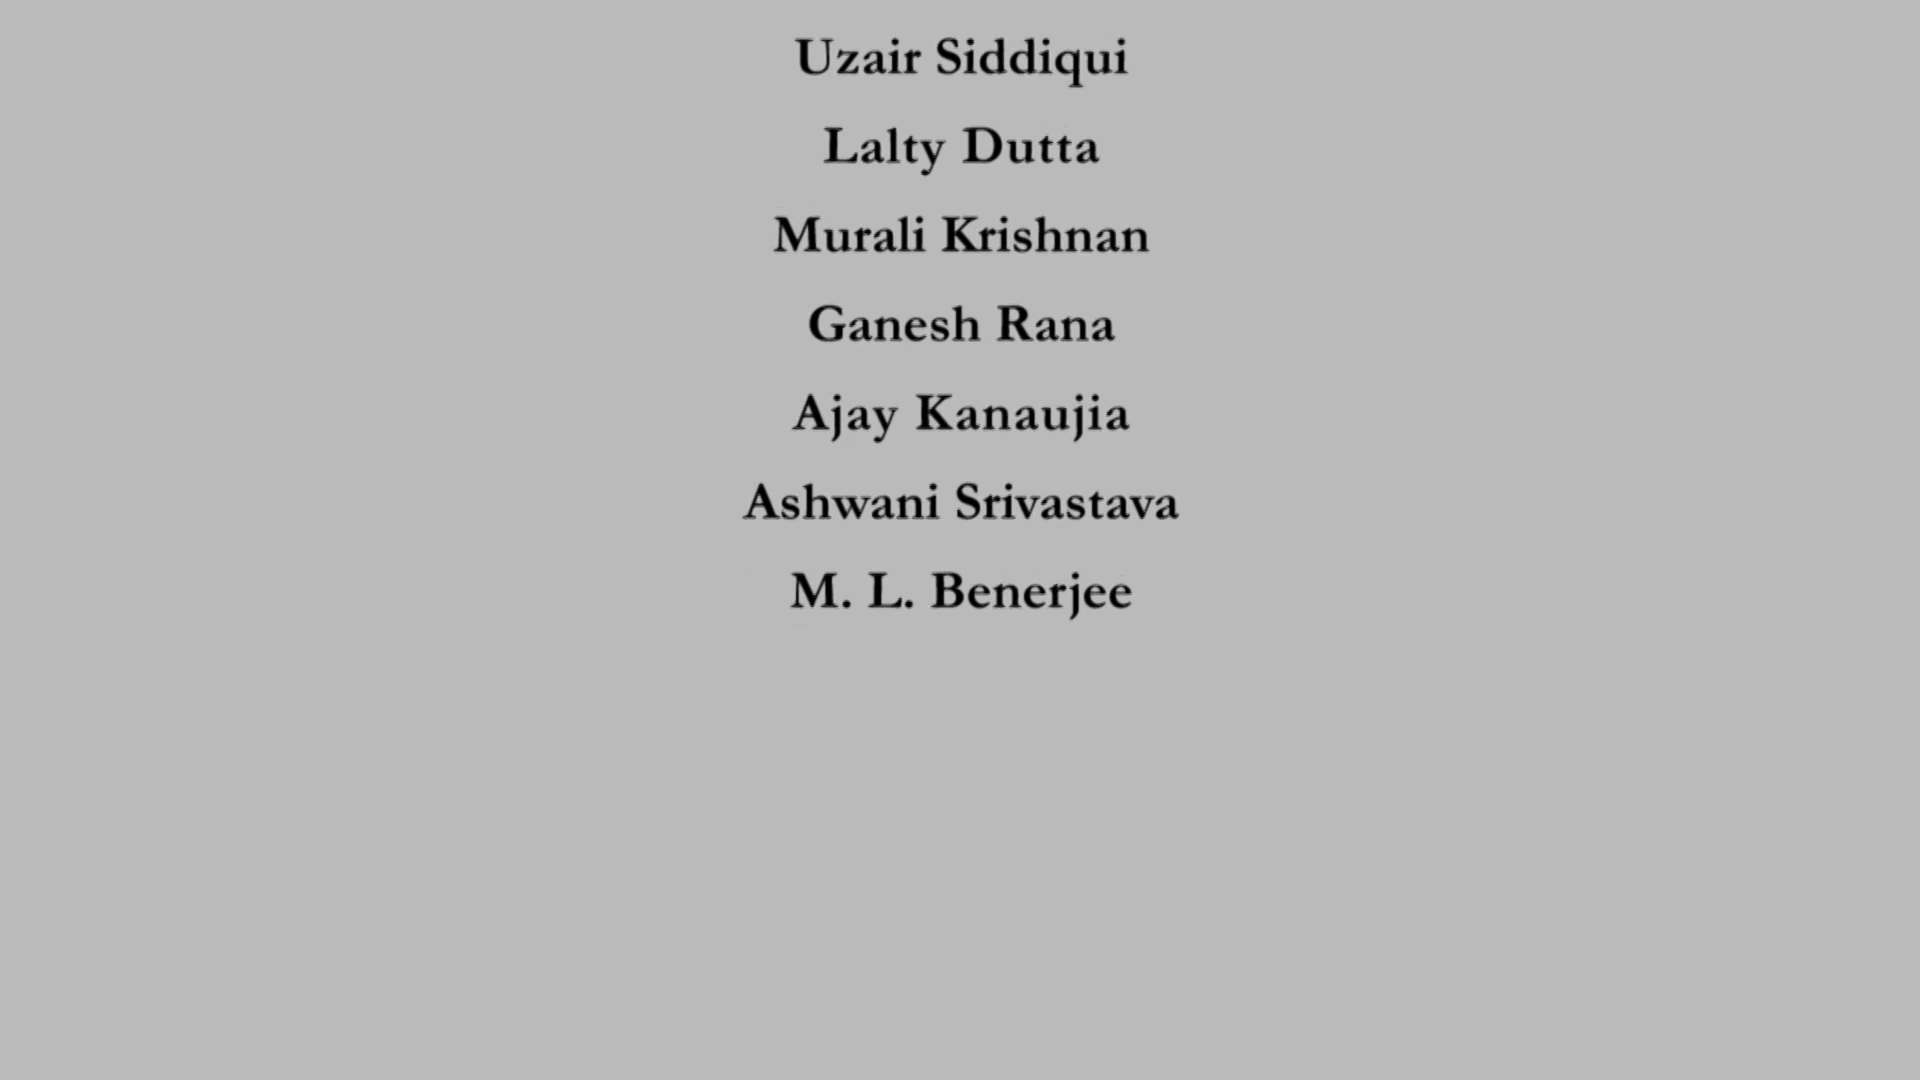 Uzair Siddiqui
Lalty Dutta
Murali Krishnan
Ganesh Rana
Ajay Kanaujia
Ashwani Srivastava
M. L. Benerjee